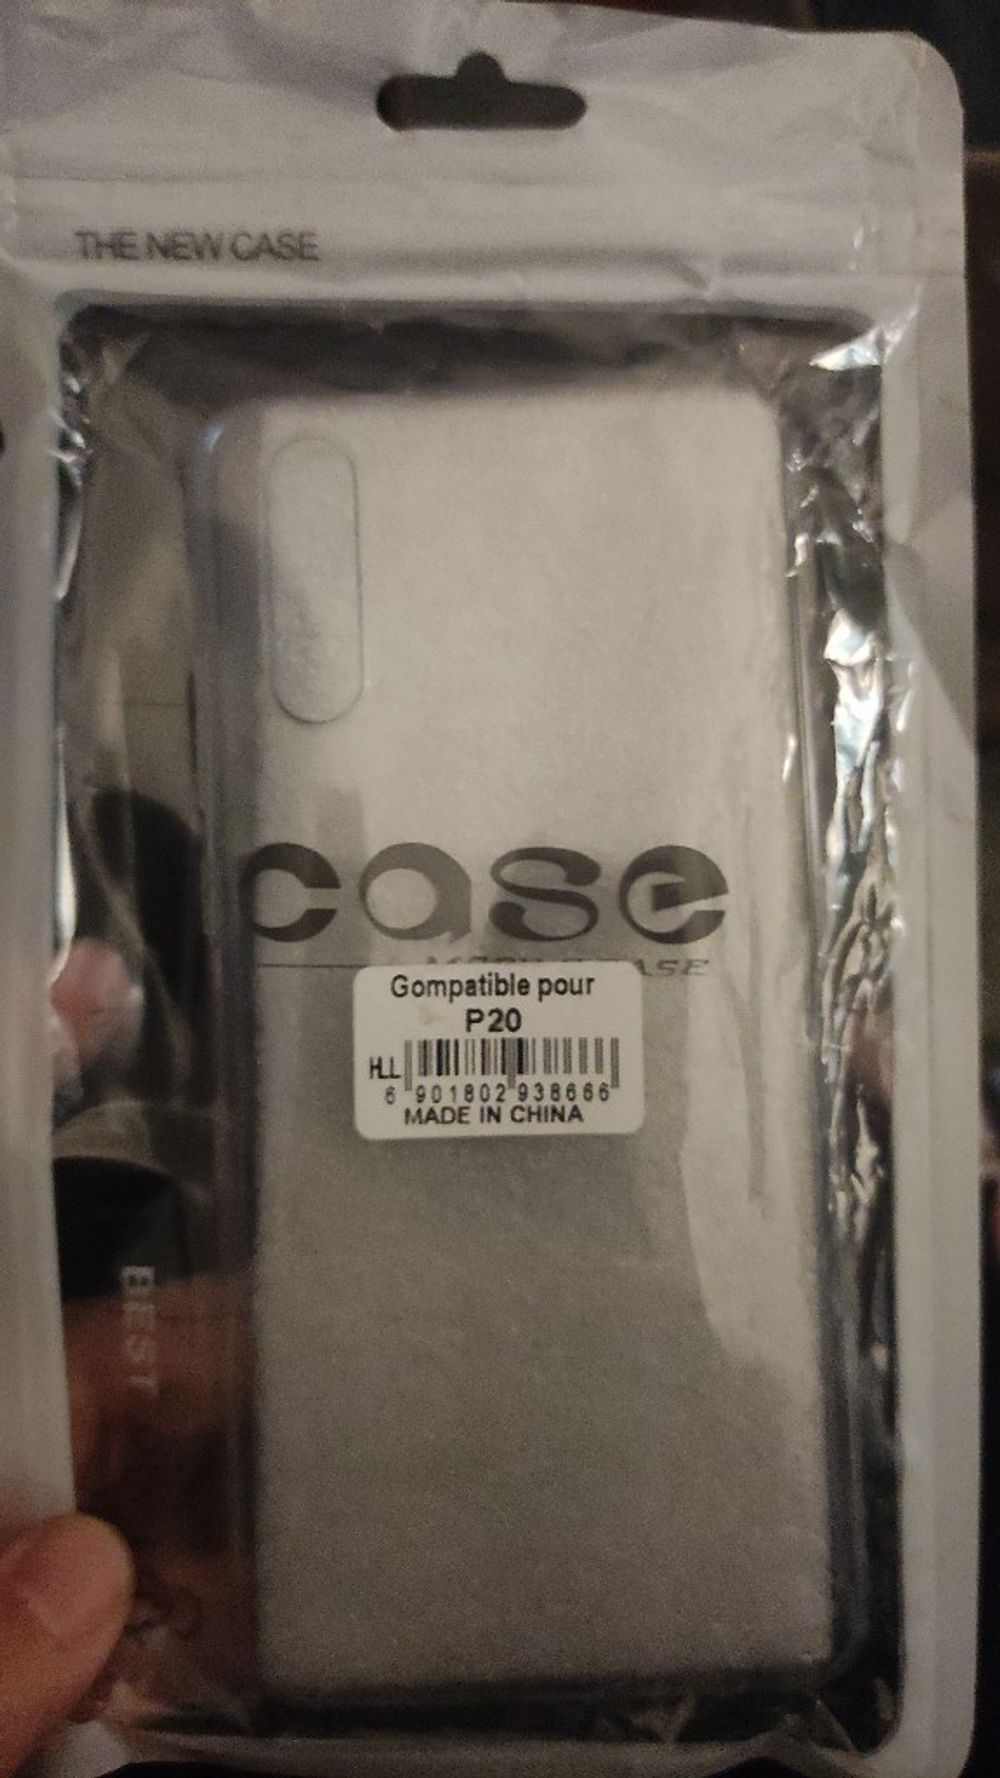 THE NEW CASE
case
Gompatible pour
P20
HLL
6 901802 938666
MADE IN CHINA
BEST